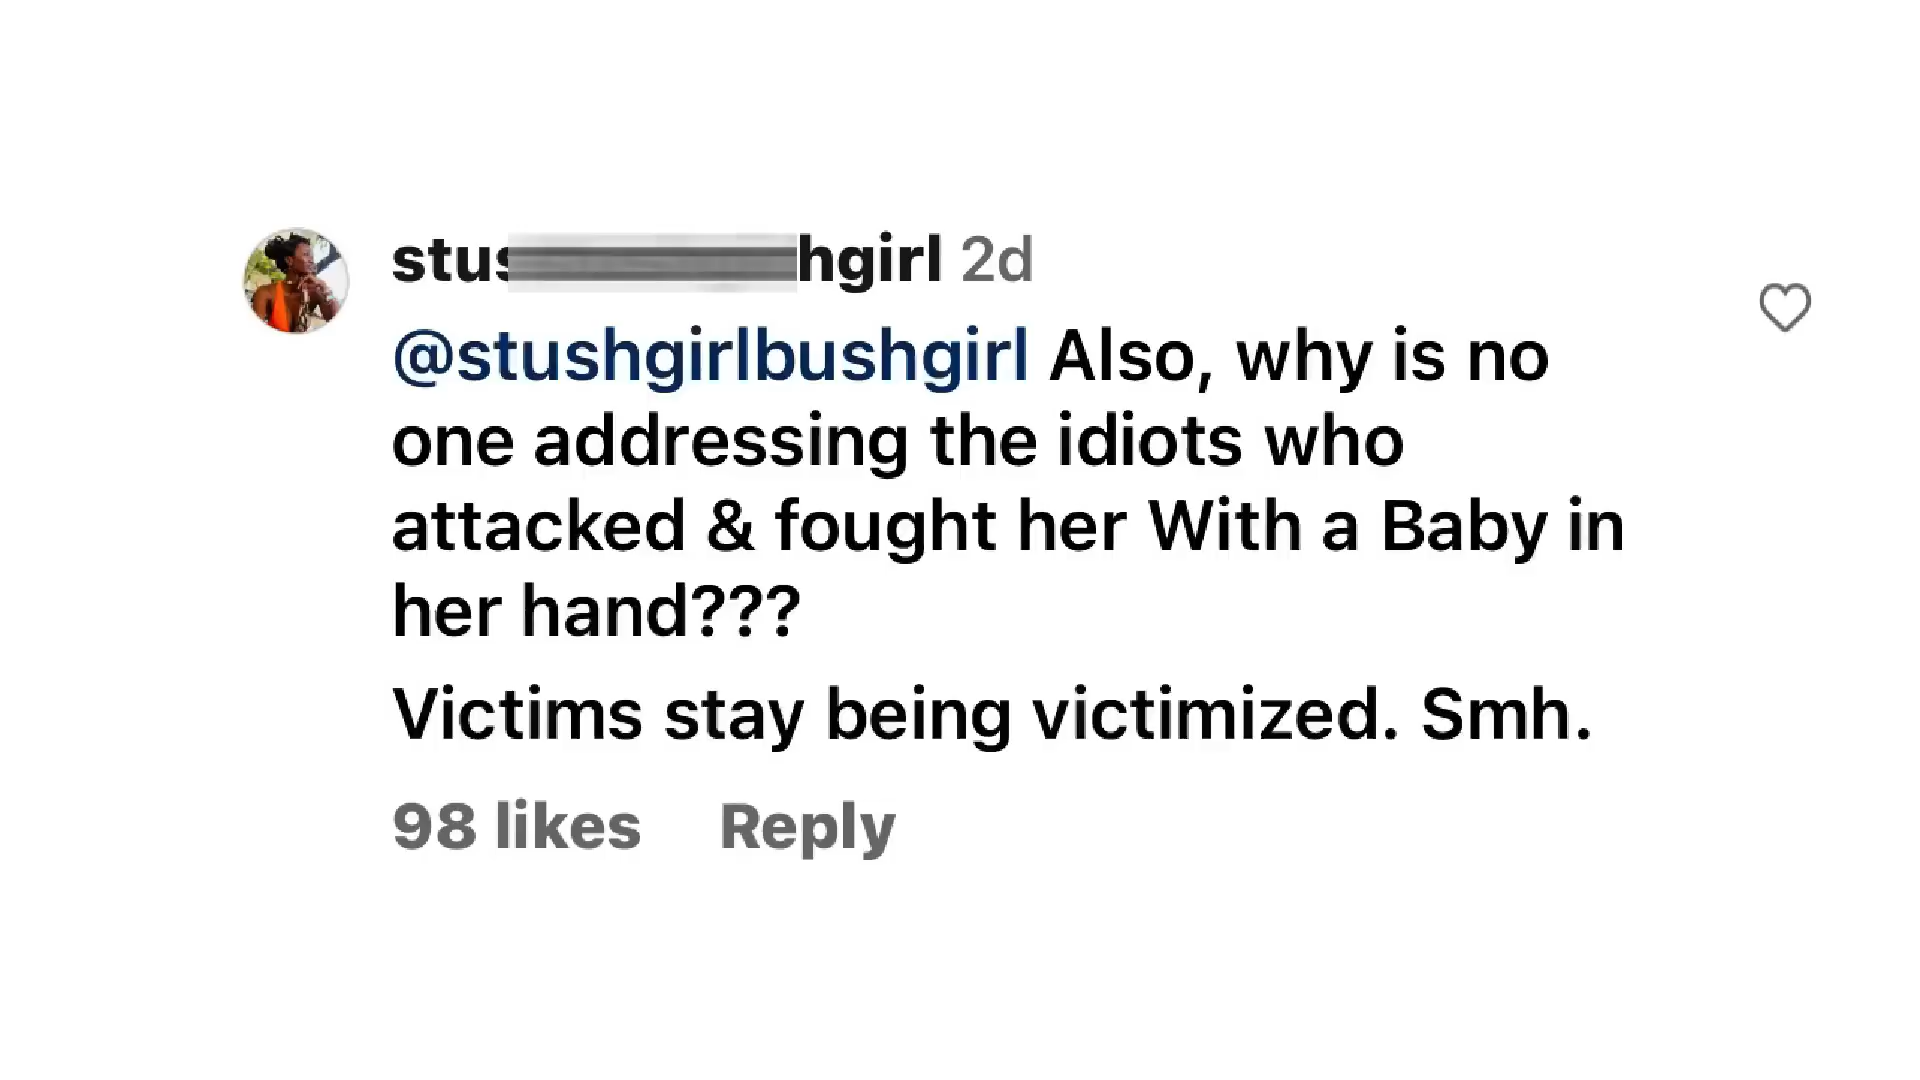 stus hgirl 2d
@stushgirlbushgirl Also, why is no
one addressing the idiots who
attacked & fought her With a Baby in
her hand???
Victims stay being victimized. Smh.
98 likes Reply